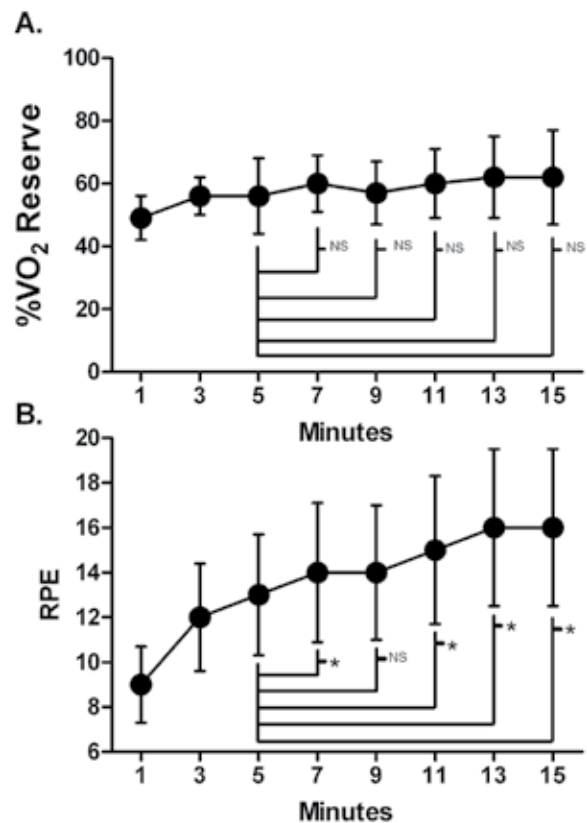 A.
100
80
60
40
20
0
%VO₂ Reserve
NS NS NS NS NS
1 3 5 7 9 11 13 15
Minutes
B.
20
18
16
14
12
10
8
6
RPE
* NS * * *
1 3 5 7 9 11 13 15
Minutes